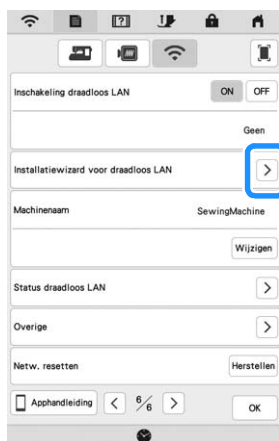 Inschakeling draadloos LAN ON OFF
Geen
Installatiewizard voor draadloos LAN
Machinenaam SewingMachine
Wijzigen
Status draadloos LAN
Overige
Netw. resetten Herstellen
Apphandleiding 6/6 OK